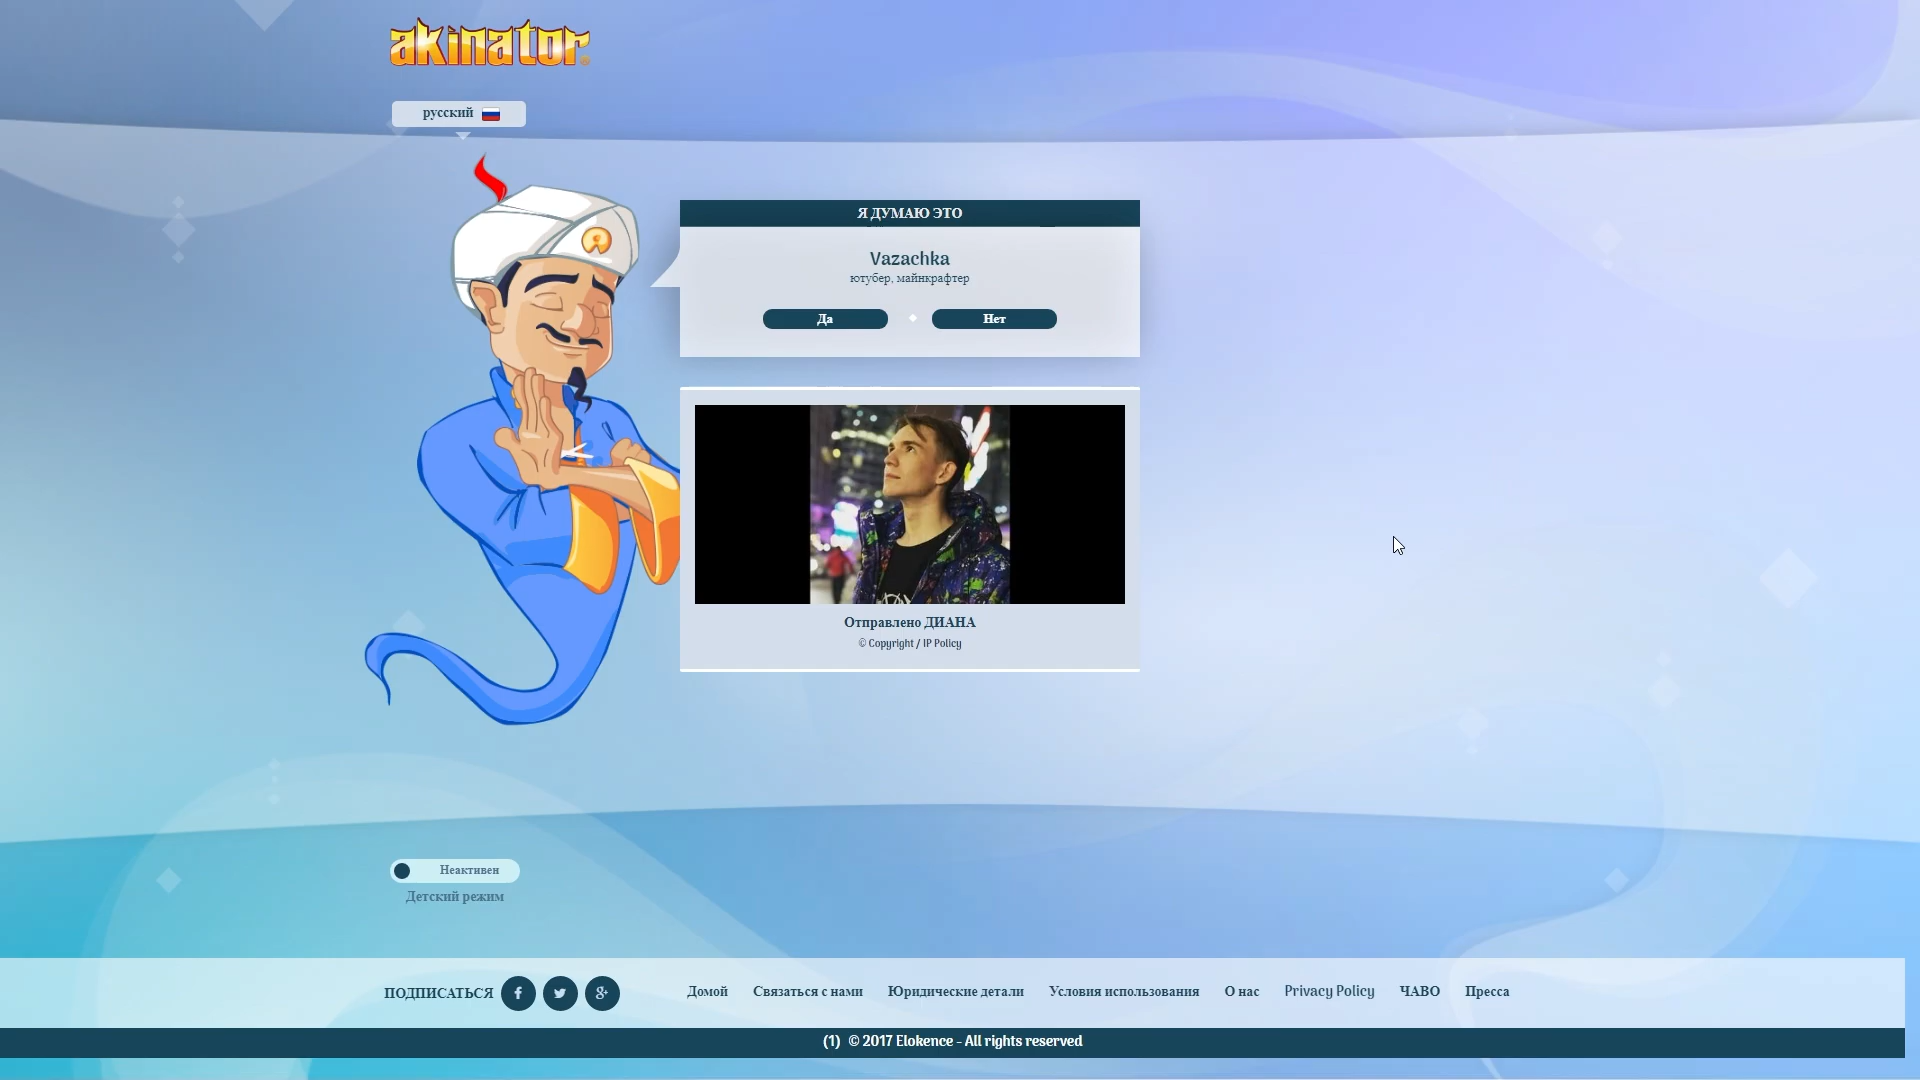 akinator
русский
Я ДУМАЮ ЭТО
Vazachka
ютубер, майнкрафтер
Да
Нет
Отправлено ДИАНА
© Copyright / IP Policy
Неактивен
Детский режим
ПОДПИСАТЬСЯ
Домой Связаться с нами Юридические детали Условия использования О нас Privacy Policy ЧАВО Пресса
(1) © 2017 Elokence - All rights reserved